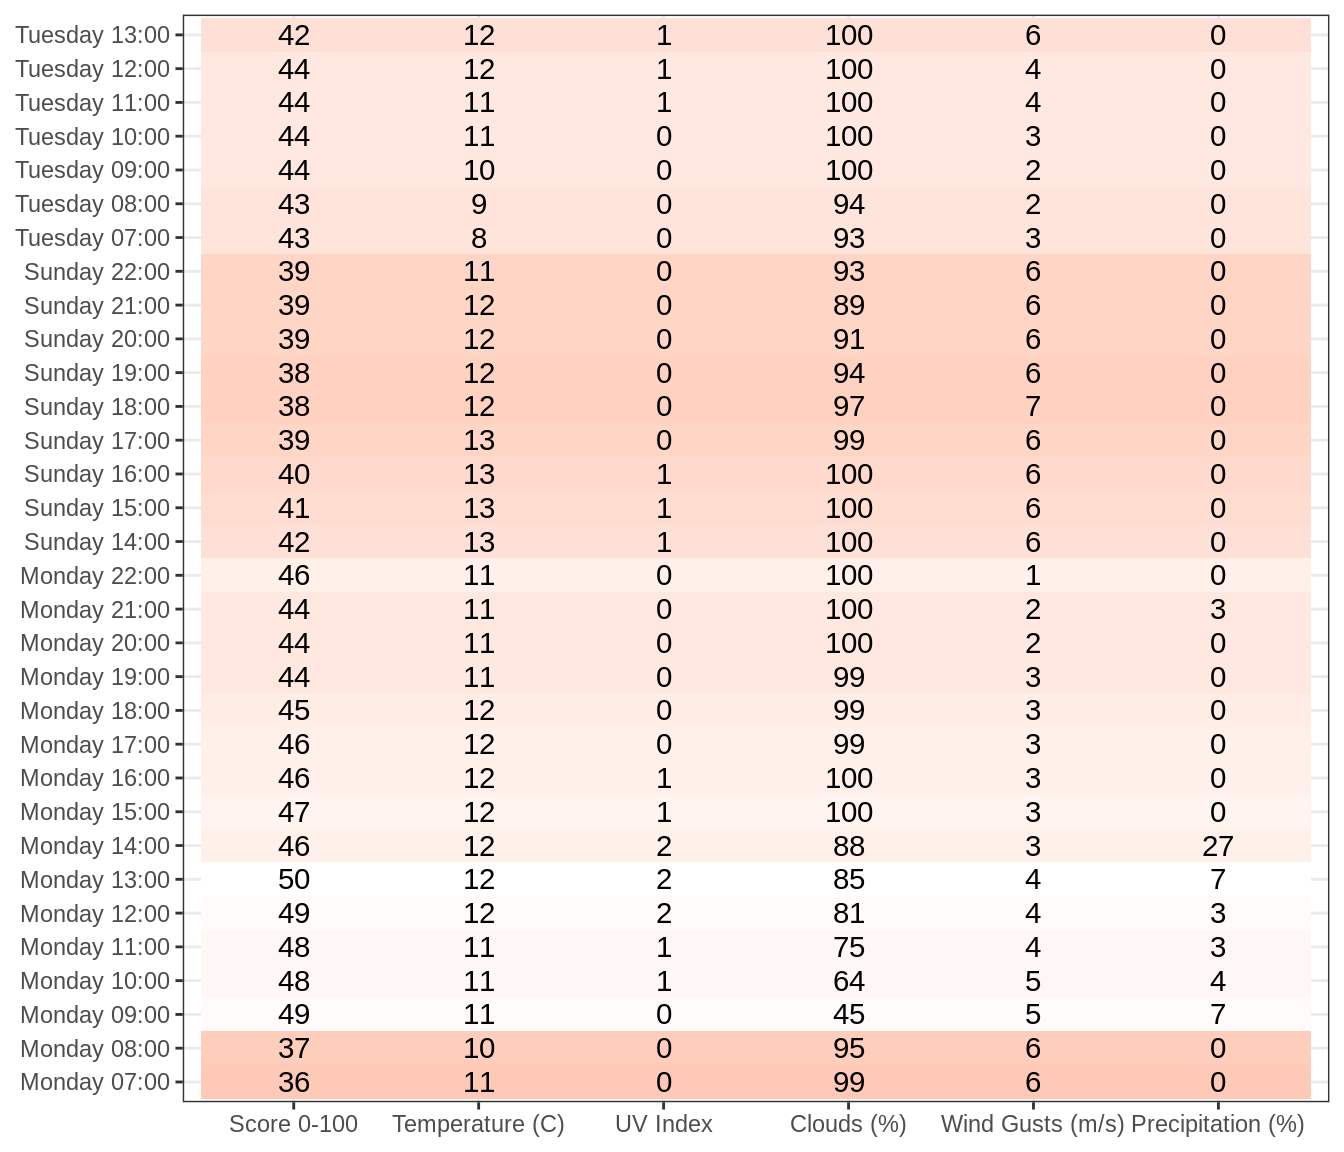 Tuesday 13:00 42 12 1 100 6 0
Tuesday 12:00 44 12 1 100 4 0
Tuesday 11:00 44 11 1 100 4 0
Tuesday 10:00 44 11 0 100 3 0
Tuesday 09:00 44 10 0 100 2 0
Tuesday 08:00 43 9 0 94 2 0
Tuesday 07:00 43 8 0 93 3 0
Sunday 22:00 39 11 0 93 6 0
Sunday 21:00 39 12 0 89 6 0
Sunday 20:00 39 12 0 91 6 0
Sunday 19:00 38 12 0 94 6 0
Sunday 18:00 38 12 0 97 7 0
Sunday 17:00 39 13 0 99 6 0
Sunday 16:00 40 13 1 100 6 0
Sunday 15:00 41 13 1 100 6 0
Sunday 14:00 42 13 1 100 6 0
Monday 22:00 46 11 0 100 1 0
Monday 21:00 44 11 0 100 2 3
Monday 20:00 44 11 0 100 2 0
Monday 19:00 44 11 0 99 3 0
Monday 18:00 45 12 0 99 3 0
Monday 17:00 46 12 0 99 3 0
Monday 16:00 46 12 1 100 3 0
Monday 15:00 47 12 1 100 3 0
Monday 14:00 46 12 2 88 3 27
Monday 13:00 50 12 2 85 4 7
Monday 12:00 49 12 2 81 4 3
Monday 11:00 48 11 1 75 4 3
Monday 10:00 48 11 1 64 5 4
Monday 09:00 49 11 0 45 5 7
Monday 08:00 37 10 0 95 6 0
Monday 07:00 36 11 0 99 6 0
Score 0-100 Temperature (C) UV Index Clouds (%) Wind Gusts (m/s) Precipitation (%)